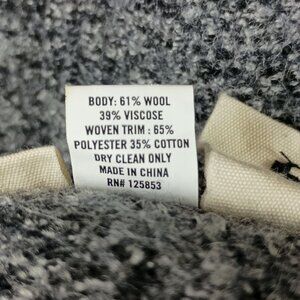 BODY: 61% WOOL
39% VISCOSE
WOVEN TRIM : 65%
POLYESTER 35% COTTON
DRY CLEAN ONLY
MADE IN CHINA
RN# 125853